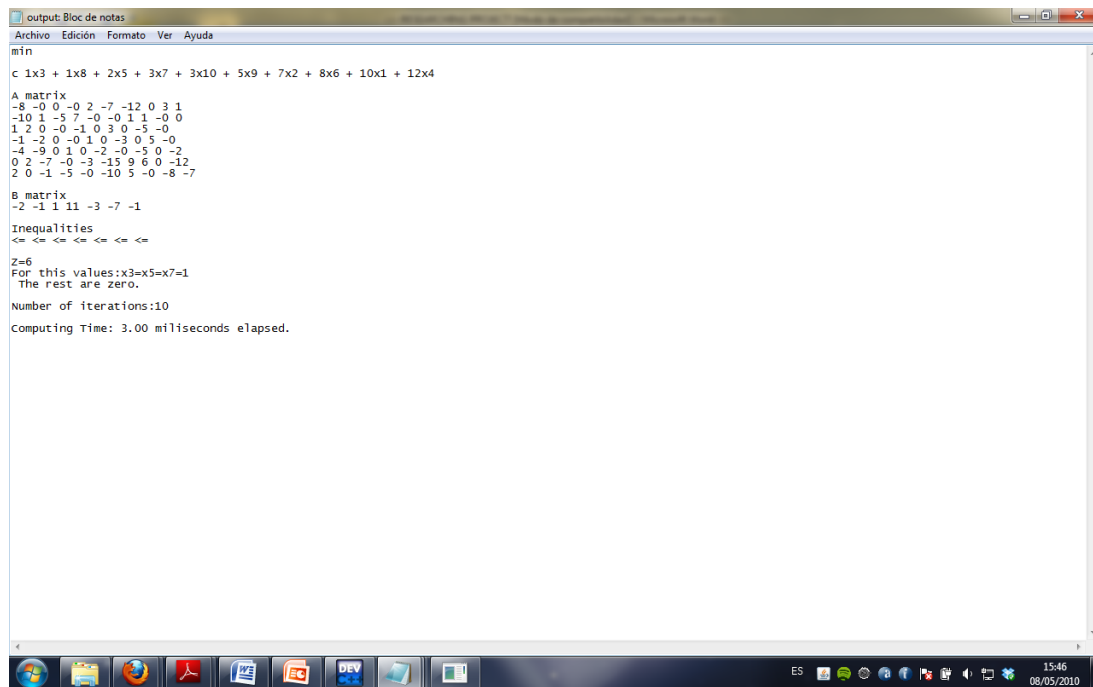 output: Bloc de notas
Archivo Edición Formato Ver Ayuda
min
c 1x3 + 1x8 + 2x5 + 3x7 + 3x10 + 5x9 + 7x2 + 8x6 + 10x1 + 12x4
A matrix
-8 -0 0 -0 2 -7 -12 0 3 1
-10 1 -5 7 -0 -0 1 1 -0 0
1 2 0 -0 -1 0 3 0 -5 -0
-1 -2 0 -0 1 0 -3 0 5 -0
-4 -9 0 1 0 -2 -0 -5 0 -2
0 2 -7 -0 -3 -15 9 6 0 -12
2 0 -1 -5 -0 -10 5 -0 -8 -7
B matrix
-2 -1 1 11 -3 -7 -1
Inequalities
<= <= <= <= <= <= <=
Z=6
For this values:x3=x5=x7=1
The rest are zero.
Number of iterations:10
Computing Time: 3.00 miliseconds elapsed.
DEV
ES
15:46
08/05/2010